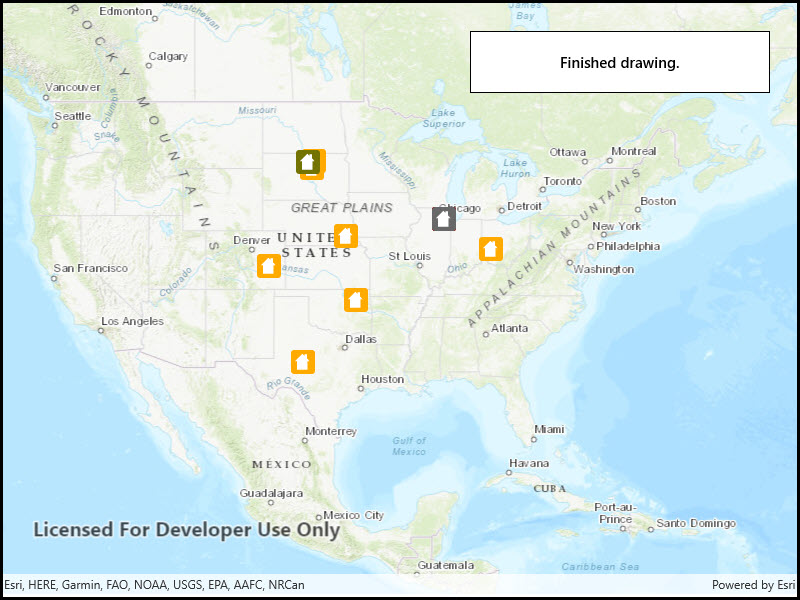 Edmonton
Saskatchewan
James
Bay
Calgary
Finished drawing.
ROCKY MOUNTAINS
Vancouver
Seattle
Columbia
Snake
Missouri
Lake
Superior
Mississippi
Lake
Huron
Ottawa
Montreal
Toronto
GREAT PLAINS
Chicago
Detroit
Boston
New York
Philadelphia
Washington
APPALACHIAN MOUNTAINS
Denver
UNITED
STATES
St Louis
Ohio
San Francisco
Colorado
Los Angeles
Atlanta
Dallas
Rio Grande
Houston
Monterrey
Gulf of
Mexico
Miami
Havana
MÉXICO
CUBA
Guadalajara
Mexico City
Port-au-
Prince
Santo Domingo
Licensed For Developer Use Only
Guatemala
Caribbean Sea
Esri, HERE, Garmin, FAO, NOAA, USGS, EPA, AAFC, NRCan
Powered by Esri